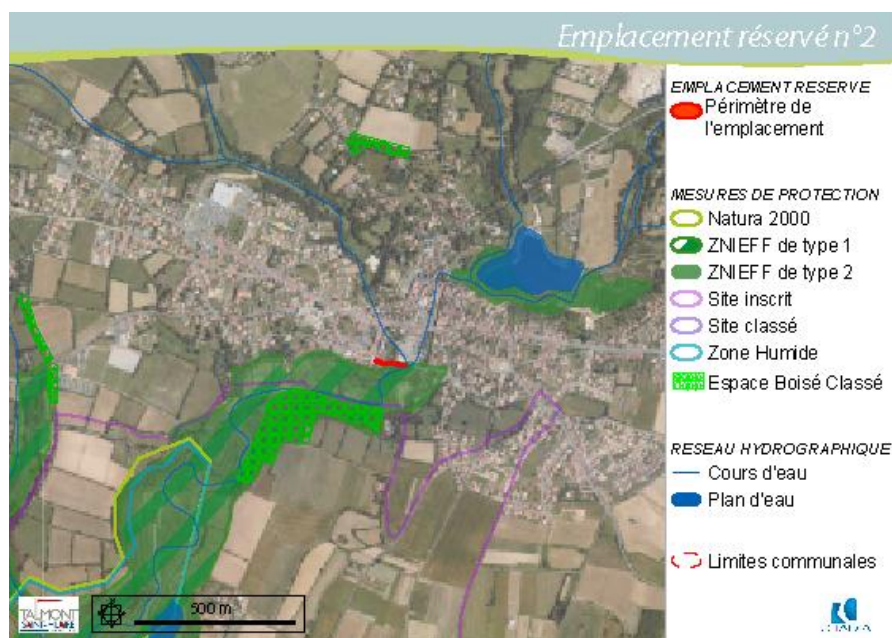 Emplacement réservé n°2
EMPLACEMENT RESERVE
Périmètre de
l'emplacement
MESURES DE PROTECTION
Natura 2000
ZNIEFF de type 1
ZNIEFF de type 2
Site inscrit
Site classé
Zone Humide
Espace Boisé Classé
RESEAU HYDROGRAPHIQUE
Cours d'eau
Plan d'eau
Limites communales
500 m
TALMONT
SAINT-HILAIRE